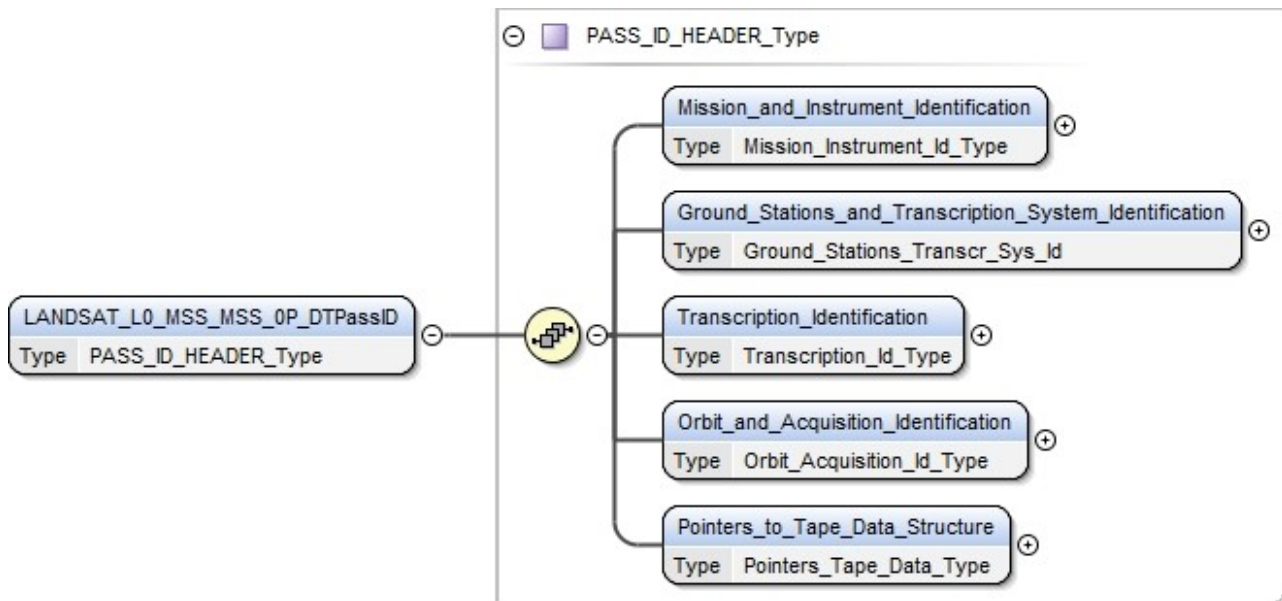 PASS_ID_HEADER_Type
Mission_and_Instrument_Identification
Type Mission_Instrument_Id_Type
Ground_Stations_and_Transcription_System_Identification
Type Ground_Stations_Transcr_Sys_Id
LANDSAT_L0_MSS_MSS_0P_DTPassID
Type PASS_ID_HEADER_Type
Transcription_Identification
Type Transcription_Id_Type
Orbit_and_Acquisition_Identification
Type Orbit_Acquisition_Id_Type
Pointers_to_Tape_Data_Structure
Type Pointers_Tape_Data_Type